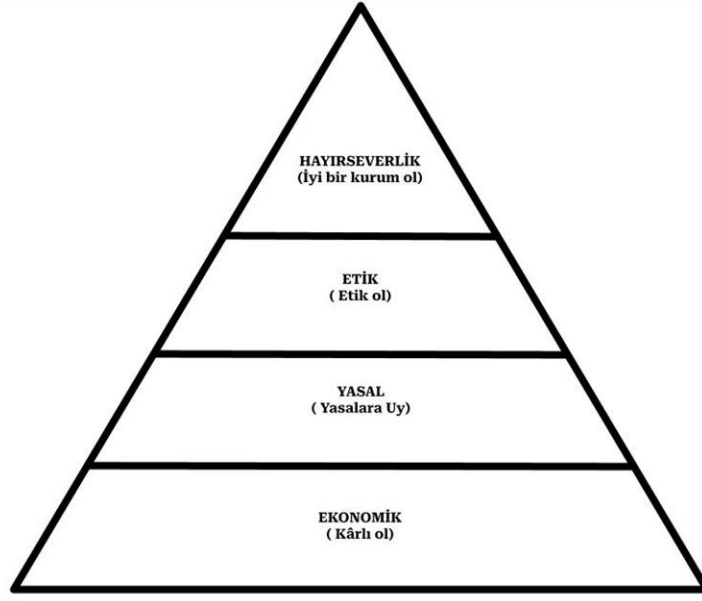 HAYIRSEVERLİK
(İyi bir kurum ol)
ETİK
( Etik ol)
YASAL
( Yasalara Uy)
EKONOMİK
( Kârlı ol)